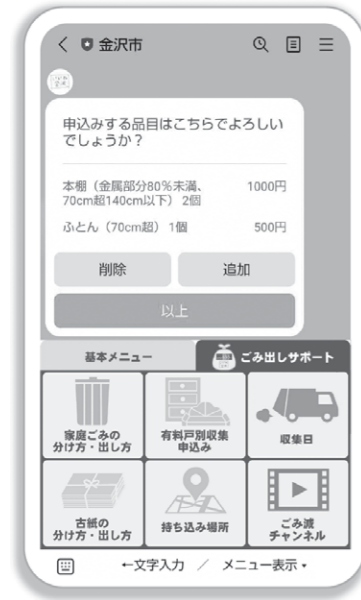 金沢市
申込みする品目はこちらでよろしい
でしょうか？
本棚（金属部分80％未満、 1000円
70cm超140cm以下） 2個
ふとん（70cm超） 1個 500円
削除 追加
以上
基本メニュー ごみ出しサポート
家庭ごみの
分け方・出し方
有料戸別収集
申込み
収集日
古紙の
分け方・出し方
持ち込み場所
ごみ減
チャンネル
←文字入力 ／ メニュー表示▾